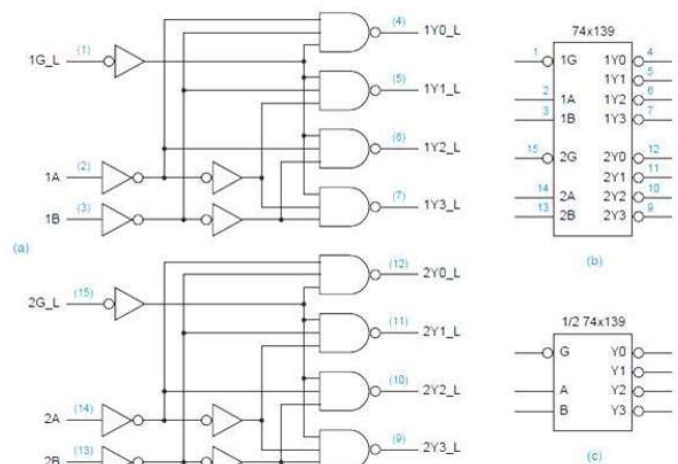 (4) 1Y0_L
1G_L (1)
(5) 1Y1_L
(6) 1Y2_L
1A (2)
(7) 1Y3_L
1B (3)
(a)
(12) 2Y0_L
2G_L (15)
(11) 2Y1_L
(10) 2Y2_L
2A (14)
(9) 2Y3_L
2B (13)
74x139
1 1G 1Y0 4
1Y1 5
2 1A 1Y2 6
3 1B 1Y3 7
15 2G 2Y0 12
2Y1 11
14 2A 2Y2 10
13 2B 2Y3 9
(b)
1/2 74x139
G Y0
Y1
A Y2
B Y3
(c)